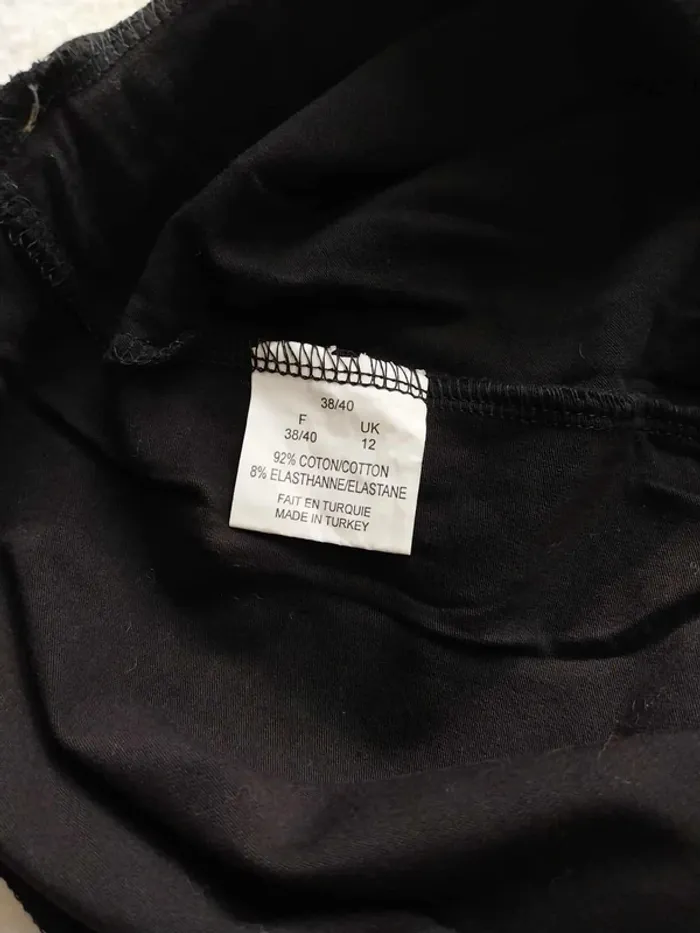 38/40
F UK
38/40 12
92% COTON/COTTON
8% ELASTHANNE/ELASTANE
FAIT EN TURQUIE
MADE IN TURKEY